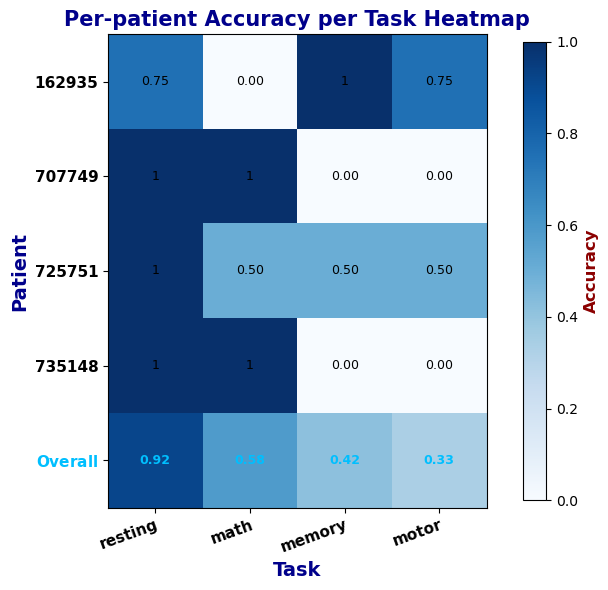 Per-patient Accuracy per Task Heatmap
Patient
162935 0.75 0.00 1 0.75
707749 1 1 0.00 0.00
725751 1 0.50 0.50 0.50
735148 1 1 0.00 0.00
Overall 0.92 0.42 0.33
resting math memory motor
Task
1.0
0.8
0.6
0.4
0.2
0.0
Accuracy